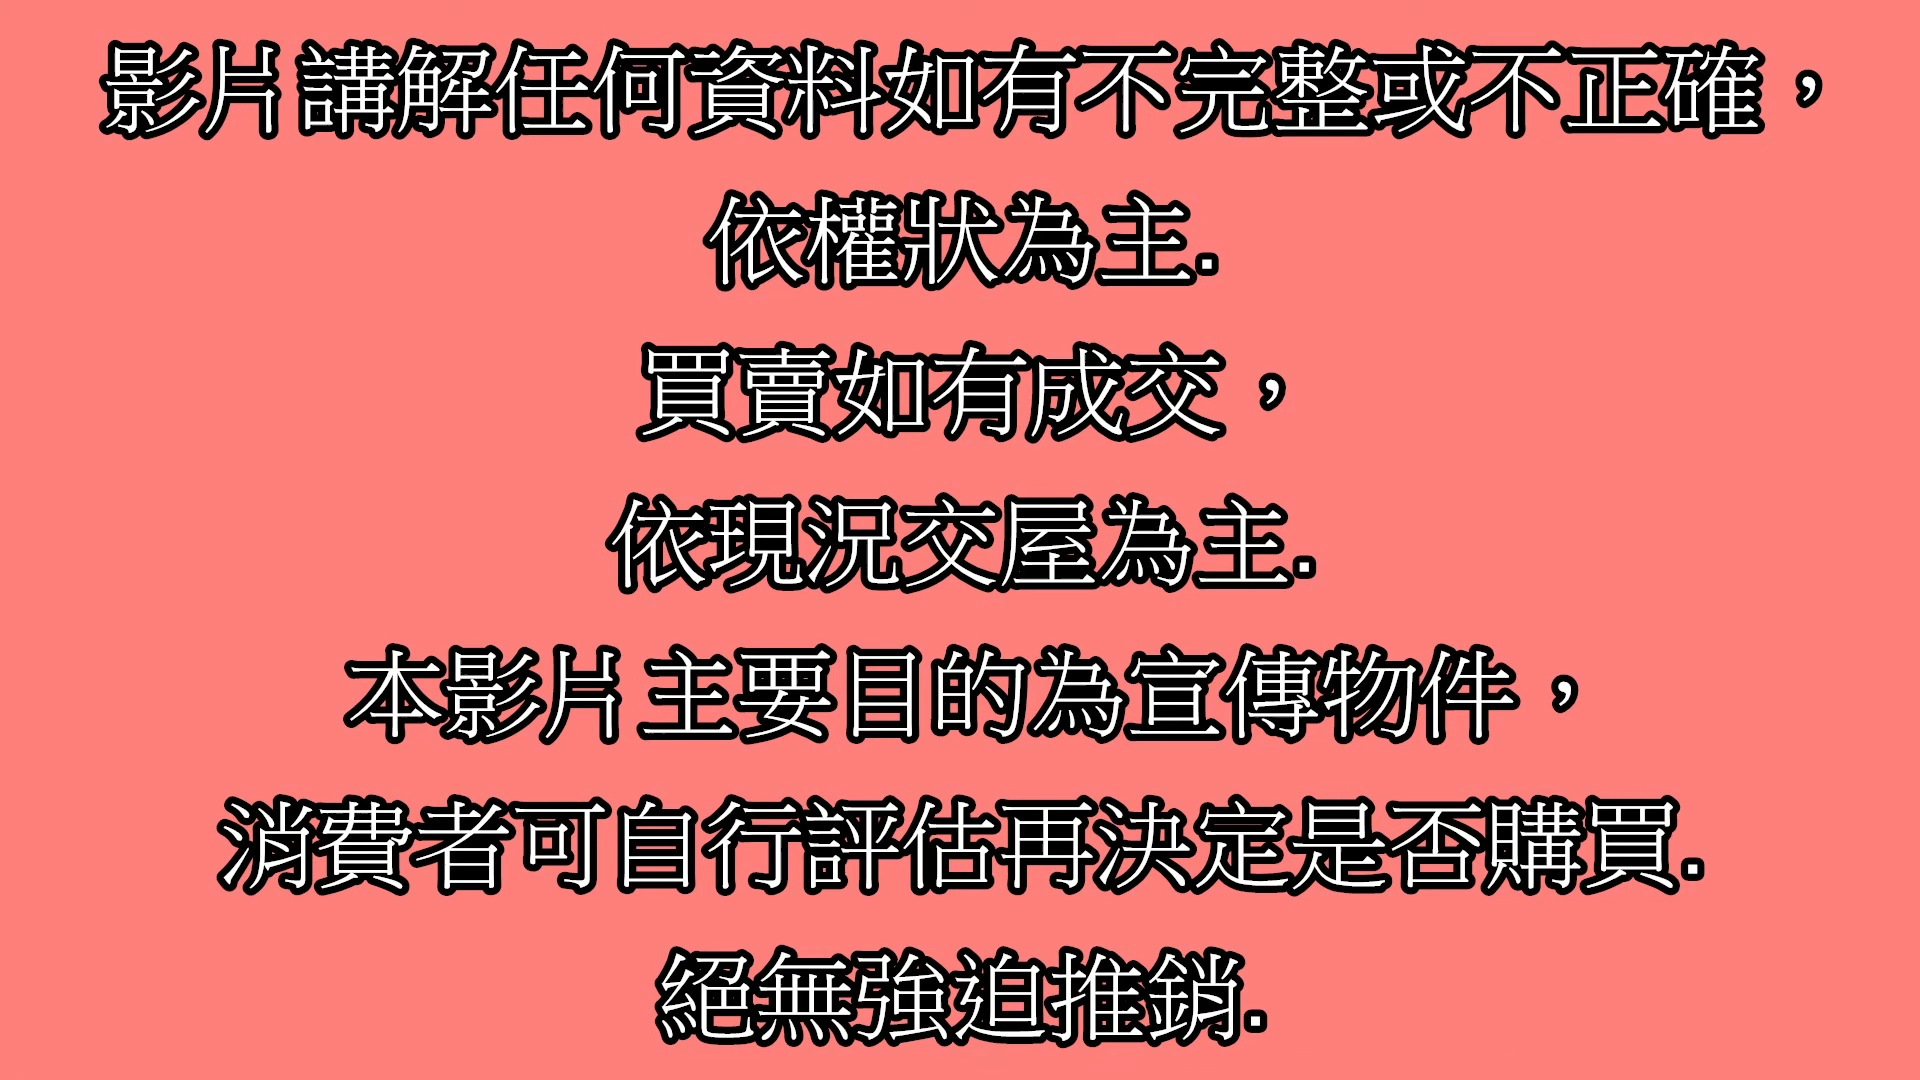 影片講解任何資料如有不完整或不正確，
依權狀為主.
買賣如有成交，
依現況交屋為主.
本影片主要目的為宣傳物件，
消費者可自行評估再決定是否購買.
絕無強迫推銷.